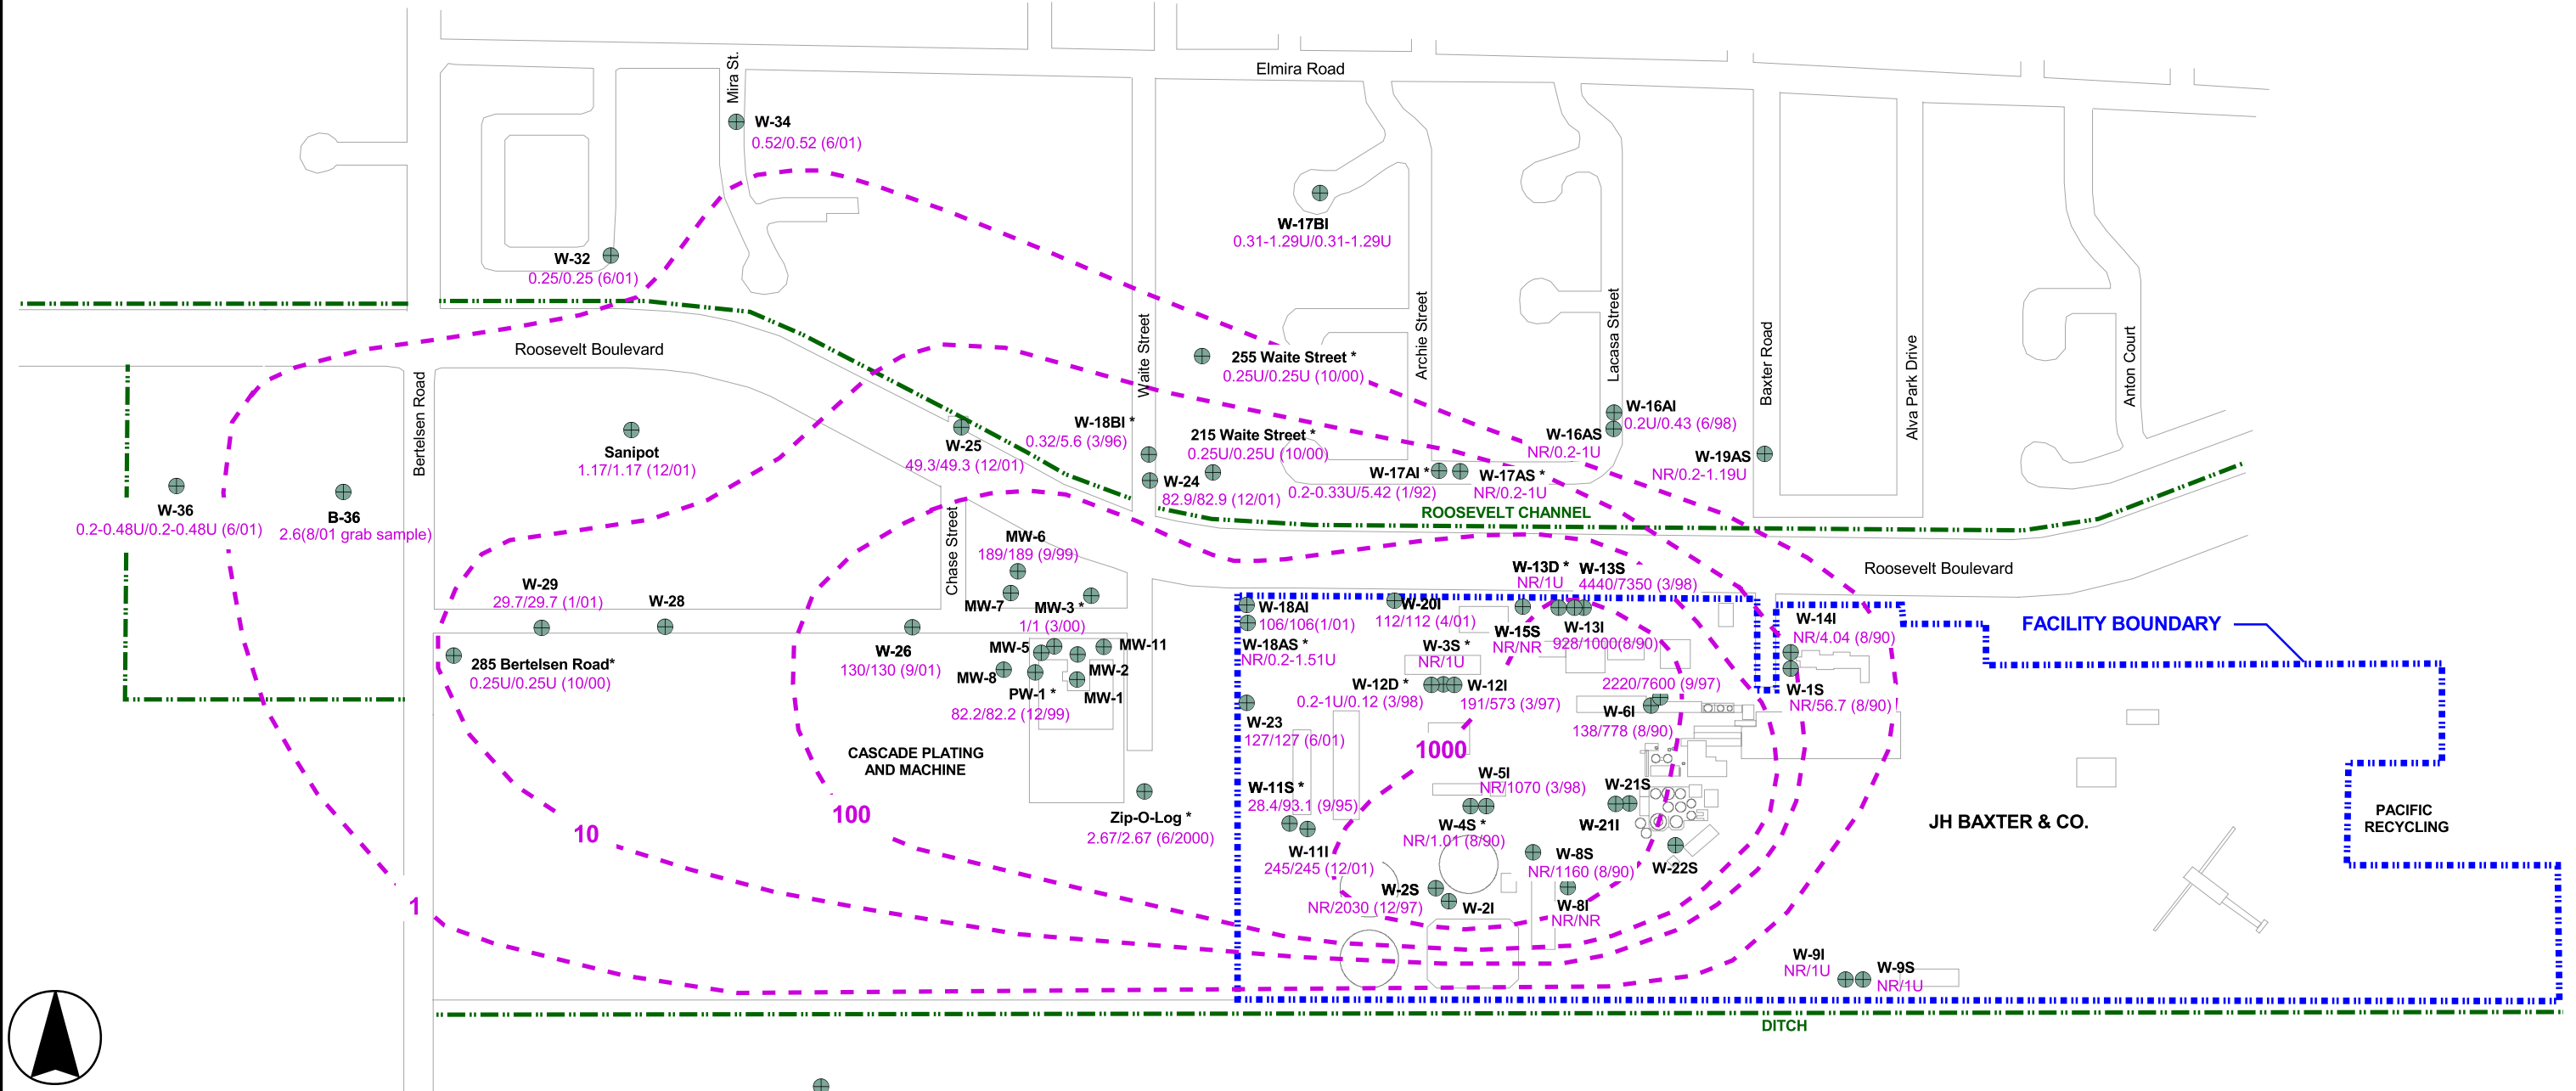 Elmira Road
Mira St.
W-34
0.52/0.52 (6/01)
W-17BI
0.31-1.29U/0.31-1.29U
W-32
0.25/0.25 (6/01)
Roosevelt Boulevard
Waite Street
Archie Street
Lacasa Street
Baxter Road
Alva Park Drive
Anton Court
Bertelsen Road
255 Waite Street *
0.25U/0.25U (10/00)
W-18BI *
0.32/5.6 (3/96)
215 Waite Street *
0.25U/0.25U (10/00)
W-16AI
0.2U/0.43 (6/98)
W-16AS
NR/0.2-1U
W-19AS
NR/0.2-1.19U
W-25
49.3/49.3 (12/01)
Sanipot
1.17/1.17 (12/01)
W-24
82.9/82.9 (12/01)
W-17AI *
0.2-0.33U/5.42 (1/92)
W-17AS *
NR/0.2-1U
ROOSEVELT CHANNEL
W-36
0.2-0.48U/0.2-0.48U (6/01)
B-36
2.6(8/01 grab sample)
Chase Street
MW-6
189/189 (9/99)
MW-7
MW-3 *
1/1 (3/00)
W-29
29.7/29.7 (1/01)
W-28
W-13D *
NR/1U
W-13S
4440/7350 (3/98)
Roosevelt Boulevard
W-18AI
106/106(1/01)
W-20I
112/112 (4/01)
W-15S
NR/NR
W-13I
928/1000(8/90)
W-14I
NR/4.04 (8/90)
FACILITY BOUNDARY
W-18AS *
NR/0.2-1.51U
W-3S *
NR/1U
MW-5
MW-11
MW-2
MW-8
MW-1
PW-1 *
82.2/82.2 (12/99)
W-26
130/130 (9/01)
285 Bertelsen Road*
0.25U/0.25U (10/00)
W-12D *
0.2-1U/0.12 (3/98)
W-12I
191/573 (3/97)
2220/7600 (9/97)
W-6I
138/778 (8/90)
W-1S
NR/56.7 (8/90)
W-23
127/127 (6/01)
1000
CASCADE PLATING
AND MACHINE
W-5I
NR/1070 (3/98)
W-11S *
28.4/93.1 (9/95)
W-21S
W-21I
100
10
1
Zip-O-Log *
2.67/2.67 (6/2000)
W-4S *
NR/1.01 (8/90)
JH BAXTER & CO.
PACIFIC
RECYCLING
W-11I
245/245 (12/01)
W-8S
NR/1160 (8/90)
W-22S
W-2S
NR/2030 (12/97)
W-2I
W-8I
NR/NR
W-9I
NR/1U
W-9S
NR/1U
DITCH